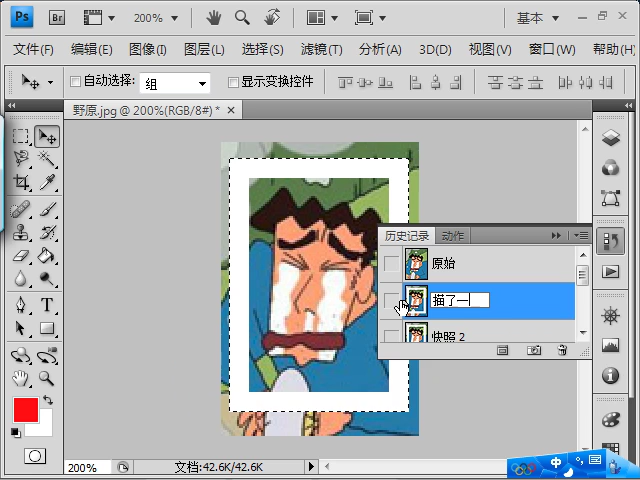 Ps
Br
200%
基本
文件(F)
编辑(E)
图像(I)
图层(L)
选择(S)
滤镜(T)
分析(A)
3D(D)
视图(V)
窗口(W)
帮助(H)
自动选择:
组
显示变换控件
野原.jpg @ 200%(RGB/8#) *
历史记录
动作
原始
描了一
快照 2
200%
文档:42.6K/42.6K
中